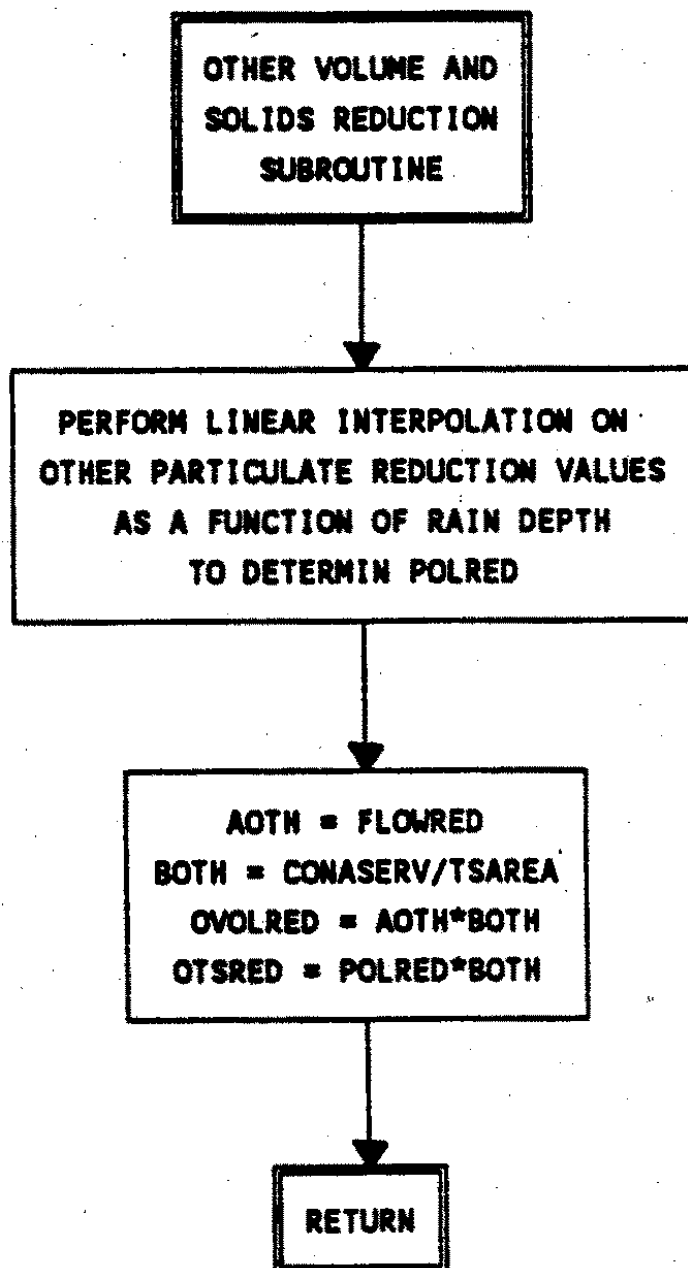 OTHER VOLUME AND
SOLIDS REDUCTION
SUBROUTINE
PERFORM LINEAR INTERPOLATION ON
OTHER PARTICULATE REDUCTION VALUES
AS A FUNCTION OF RAIN DEPTH
TO DETERMIN POLRED
AOTH = FLOWRED
BOTH = CONASERV/TSAREA
OVOLRED = AOTH*BOTH
OTSRED = POLRED*BOTH
RETURN